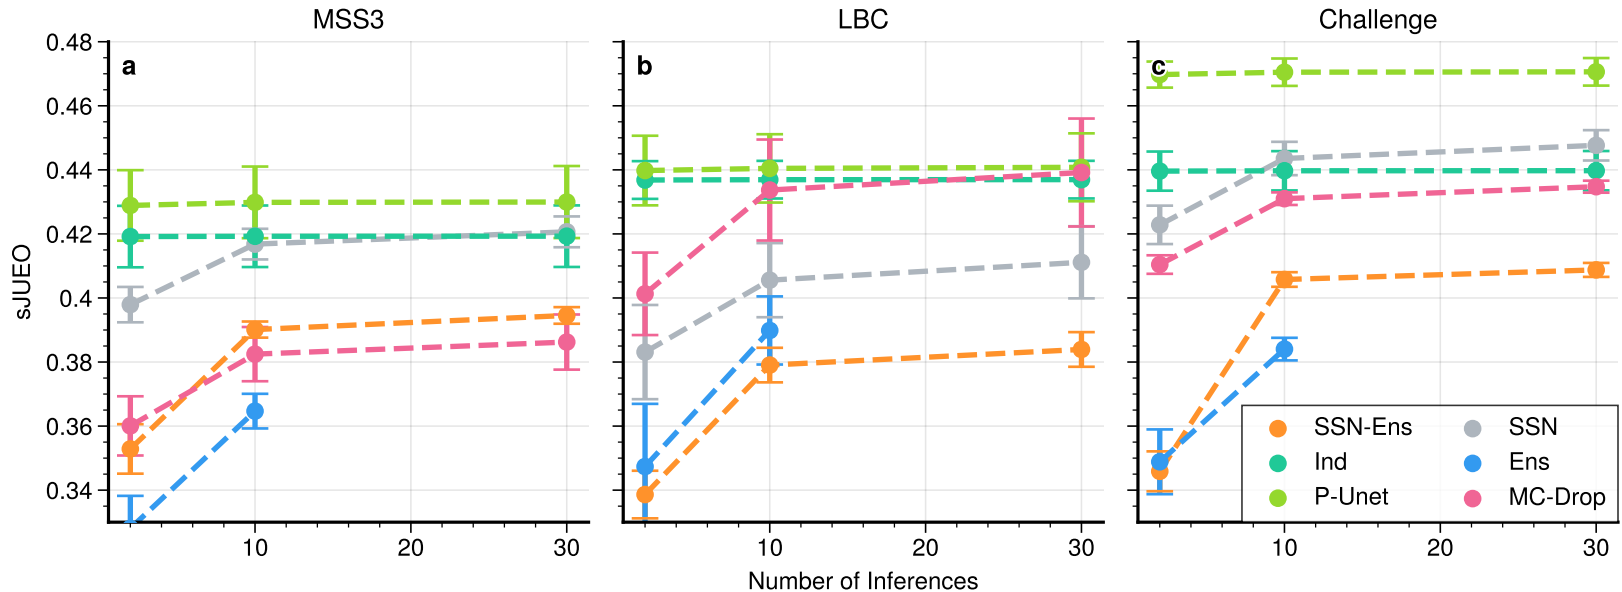 MSS3
LBC
Challenge
a
b
c
sJUEO
0.48
0.46
0.44
0.42
0.4
0.38
0.36
0.34
10
20
30
10
20
30
10
20
30
Number of Inferences
SSN-Ens
SSN
Ind
Ens
P-Unet
MC-Drop